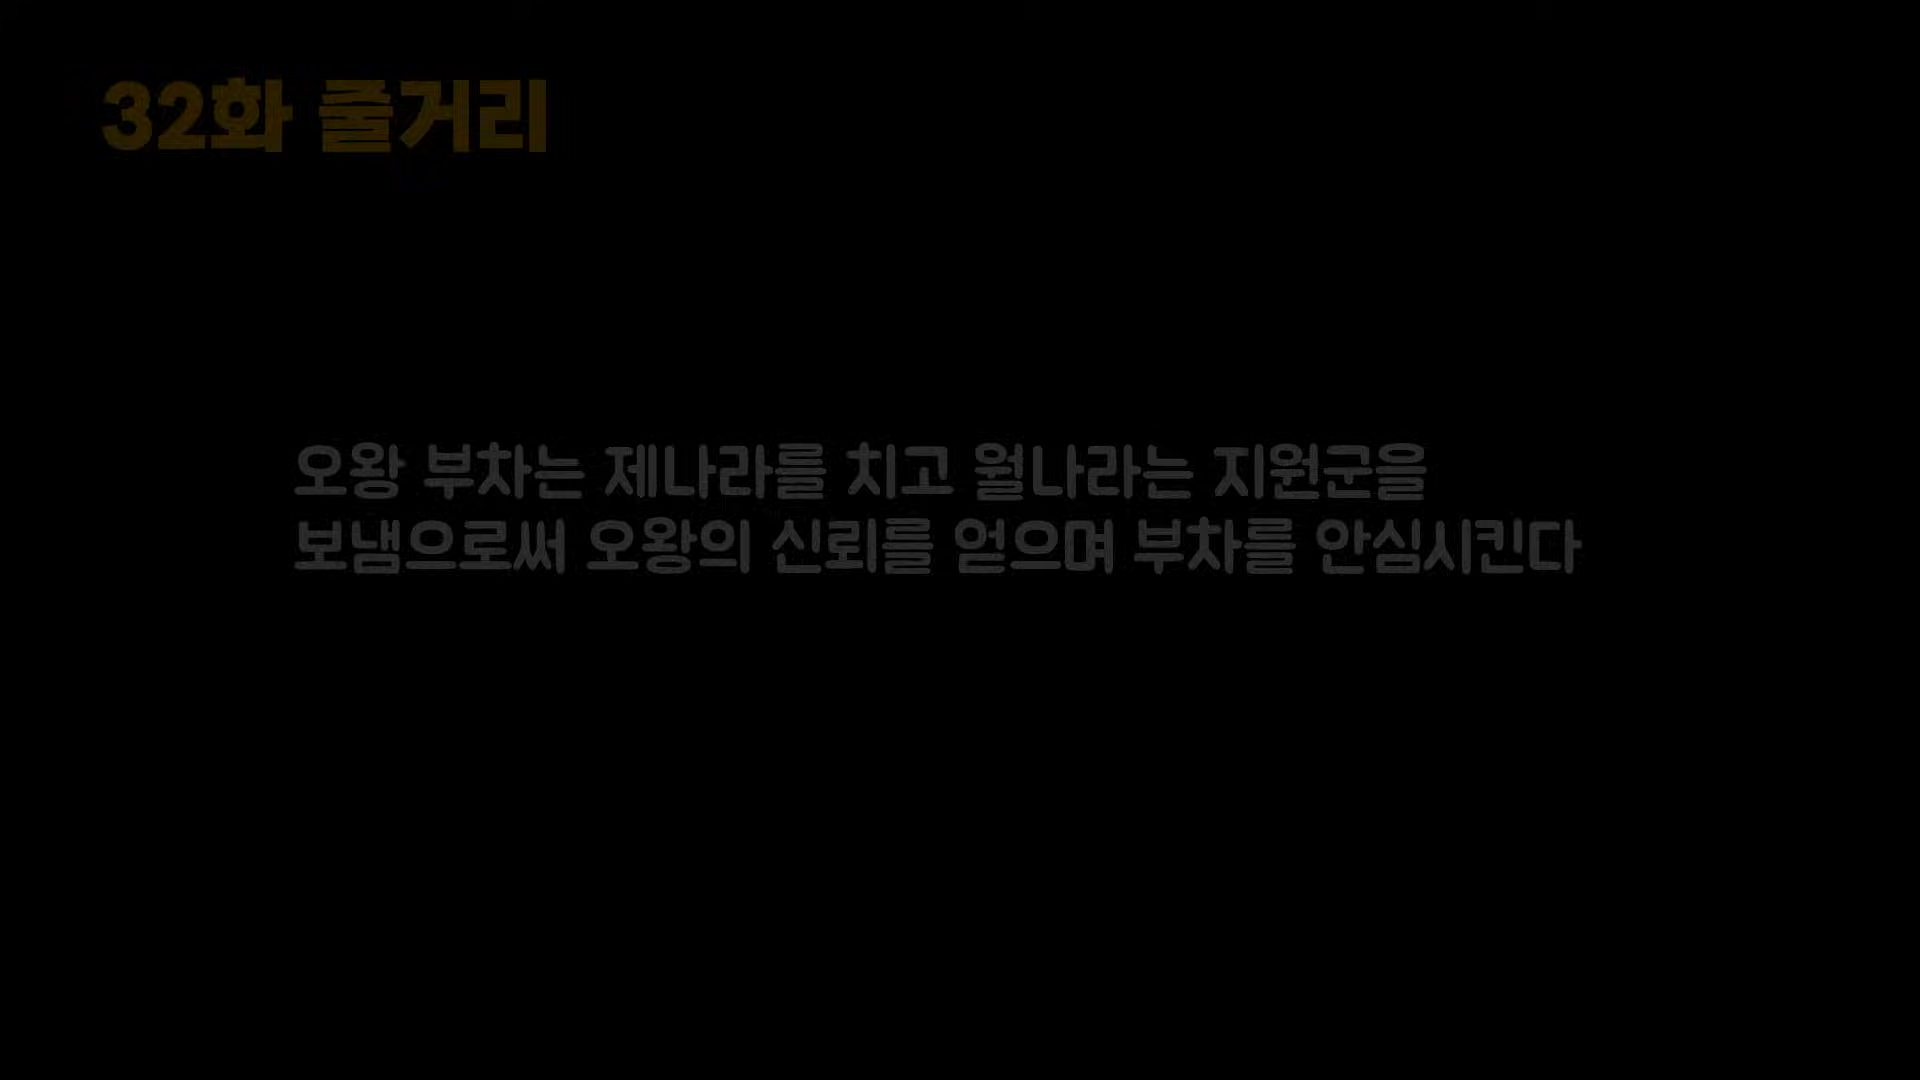 32화 줄거리
오왕 부차는 제나라를 치고 월나라는 지원군을
보냄으로써 오왕의 신뢰를 얻으며 부차를 안심시킨다